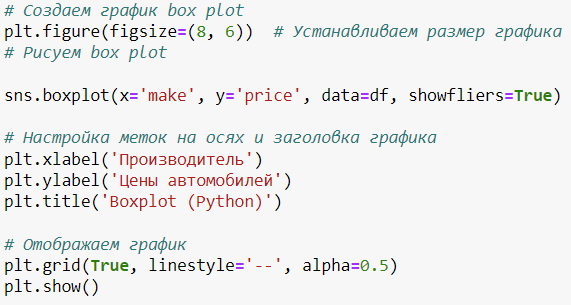 # Создаем график box plot
plt.figure(figsize=(8, 6))  # Устанавливаем размер графика
# Рисуем box plot
sns.boxplot(x='make', y='price', data=df, showfliers=True)
# Настройка меток на осях и заголовка графика
plt.xlabel('Производитель')
plt.ylabel('Цены автомобилей')
plt.title('Boxplot (Python)')
# Отображаем график
plt.grid(True, linestyle='--', alpha=0.5)
plt.show()